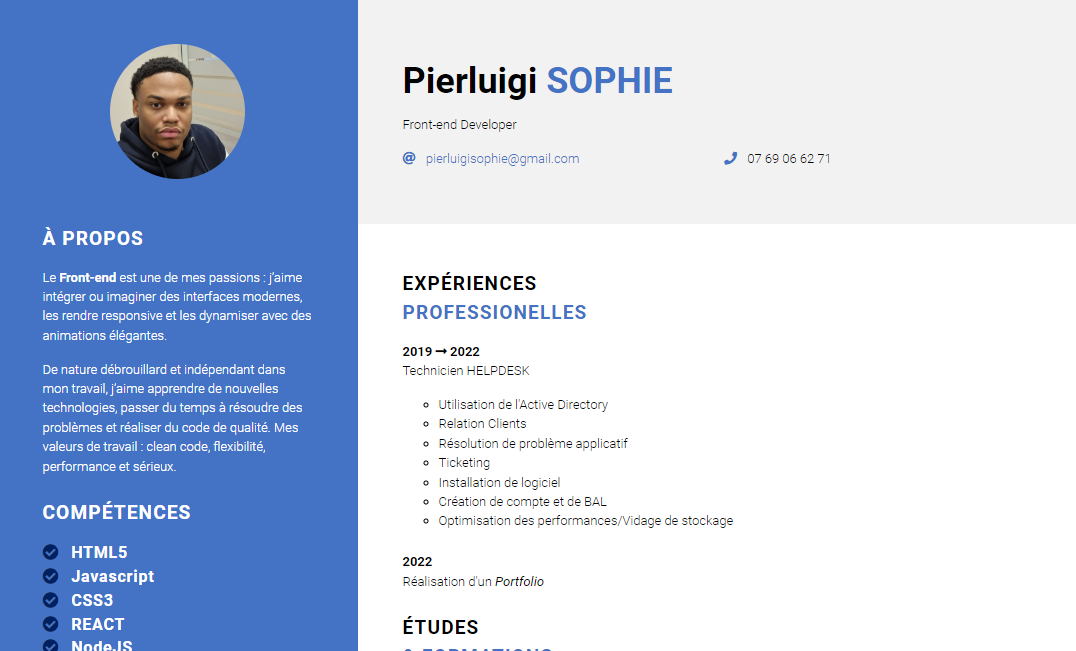 À PROPOS
Le Front-end est une de mes passions : j'aime
intégrer ou imaginer des interfaces modernes,
les rendre responsive et les dynamiser avec des
animations élégantes.
De nature débrouillard et indépendant dans
mon travail, j'aime apprendre de nouvelles
technologies, passer du temps à résoudre des
problèmes et réaliser du code de qualité. Mes
valeurs de travail : clean code, flexibilité,
performance et sérieux.
COMPÉTENCES
HTML5
Javascript
CSS3
REACT
NodeJS
Pierluigi SOPHIE
Front-end Developer
pierluigisophie@gmail.com
07 69 06 62 71
EXPÉRIENCES
PROFESSIONELLES
2019 → 2022
Technicien HELPDESK
Utilisation de l'Active Directory
Relation Clients
Résolution de problème applicatif
Ticketing
Installation de logiciel
Création de compte et de BAL
Optimisation des performances/Vidage de stockage
2022
Réalisation d'un Portfolio
ÉTUDES
& FORMATIONS